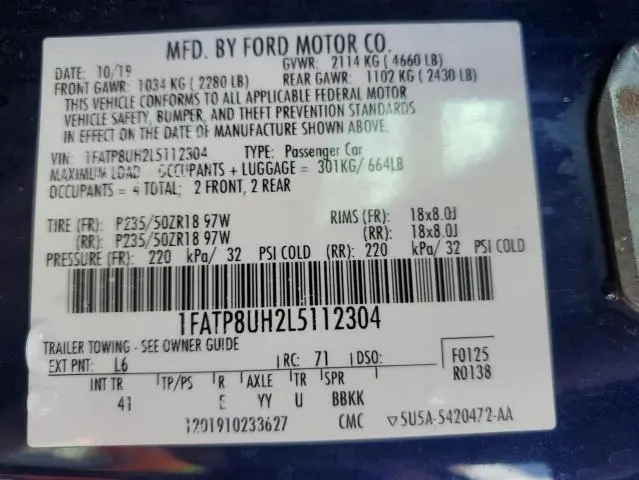 MFD. BY FORD MOTOR CO.
DATE: 10/19 GVWR: 2114 KG ( 4660 LB)
FRONT GAWR: 1034 KG ( 2280 LB) REAR GAWR: 1102 KG ( 2430 LB)
THIS VEHICLE CONFORMS TO ALL APPLICABLE FEDERAL MOTOR
VEHICLE SAFETY, BUMPER, AND THEFT PREVENTION STANDARDS
IN EFFECT ON THE DATE OF MANUFACTURE SHOWN ABOVE.
VIN: 1FATP8UH2L5112304 TYPE: Passenger Car
MAXIMUM LOAD = OCCUPANTS + LUGGAGE = 301KG/ 664LB
OCCUPANTS = 4 TOTAL; 2 FRONT, 2 REAR
TIRE (FR): P235/50ZR18 97W RIMS (FR): 18x8.0J
(RR): P235/50ZR18 97W (RR): 18x8.0J
PRESSURE (FR): 220 kPa/ 32 PSI COLD (RR): 220 kPa/ 32 PSI COLD
1FATP8UH2L5112304
TRAILER TOWING - SEE OWNER GUIDE
EXT PNT: L6 RC: 71 DSO: F0125
R0138
INT TR TP/PS R AXLE TR SPR
41 E YY U BBKK
1201910233627 CMC ▽5U5A-5420472-AA